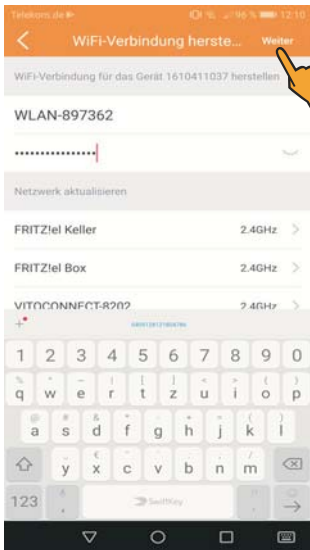 Telekom.de
96 % 12:10
WiFi-Verbindung herste... Weiter
WiFi-Verbindung für das Gerät 1610411037 herstellen
WLAN-897362
••••••••••••••••
Netzwerk aktualisieren
FRITZ!el Keller 2.4GHz
FRITZ!el Box 2.4GHz
VITOCONNECT-8202 2.4GHz
1 2 3 4 5 6 7 8 9 0
q w e r t z u i o p
a s d f g h j k l
y x c v b n m
123 , SwiftKey .